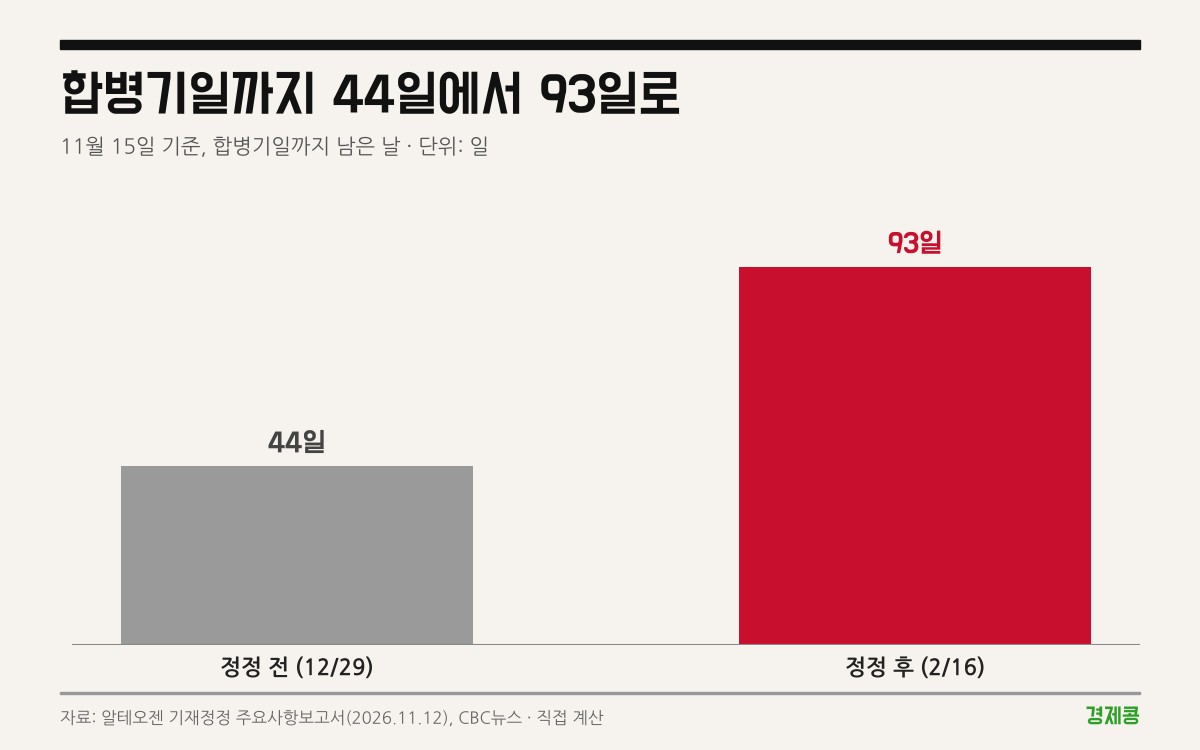 합병기일까지 44일에서 93일로
11월 15일 기준, 합병기일까지 남은 날 · 단위: 일
93일
44일
정정 전 (12/29)
정정 후 (2/16)
자료: 알테오젠 기재정정 주요사항보고서(2026.11.12), CBC뉴스 · 직접 계산
경제콩